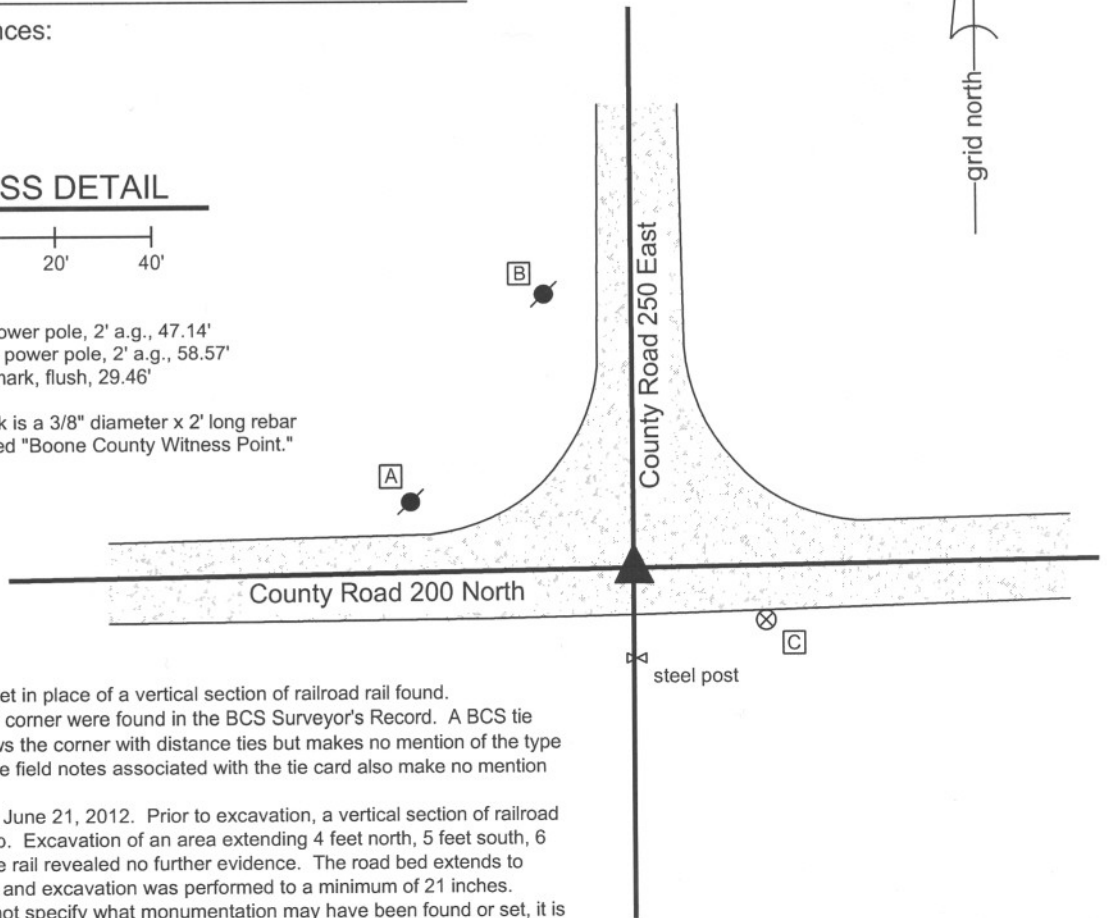 nces:
SS DETAIL
20' 40'
ower pole, 2' a.g., 47.14'
power pole, 2' a.g., 58.57'
mark, flush, 29.46'
k is a 3/8" diameter x 2' long rebar
ed "Boone County Witness Point."
grid north
B
County Road 250 East
A
County Road 200 North
C
steel post
et in place of a vertical section of railroad rail found.
corner were found in the BCS Surveyor's Record. A BCS tie
ws the corner with distance ties but makes no mention of the type
e field notes associated with the tie card also make no mention
June 21, 2012. Prior to excavation, a vertical section of railroad
o. Excavation of an area extending 4 feet north, 5 feet south, 6
e rail revealed no further evidence. The road bed extends to
and excavation was performed to a minimum of 21 inches.
not specify what monumentation may have been found or set, it is